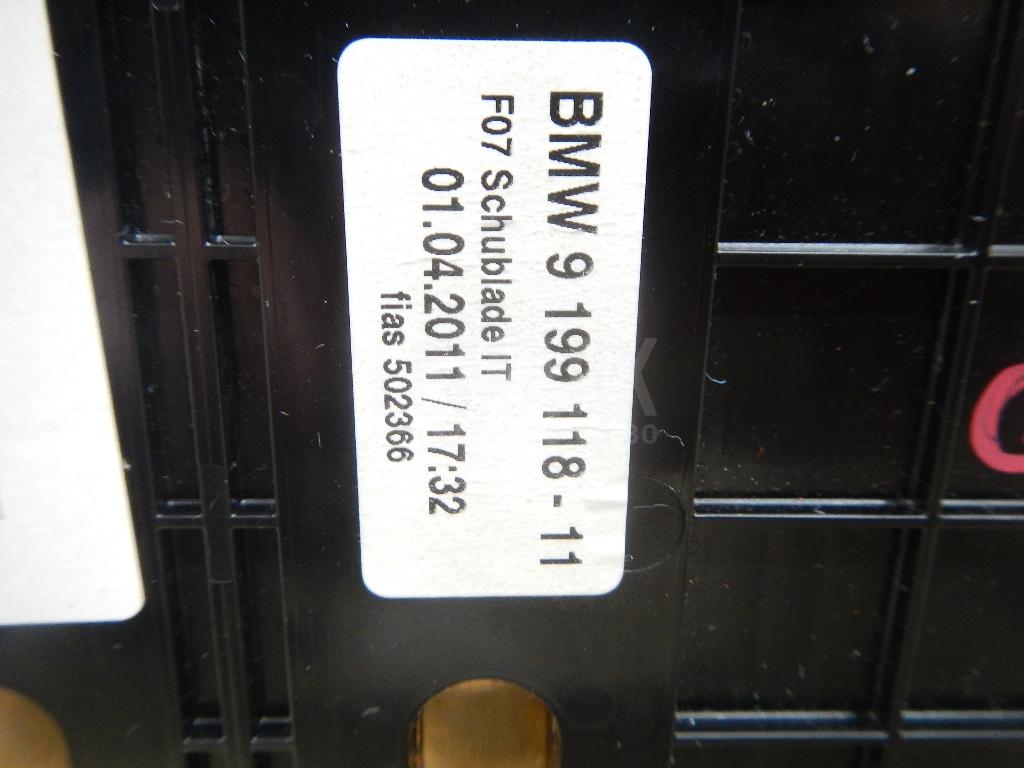 BMW 9 199 118 - 11
F07 Schublade IT
01.04.2011 / 17:32
fias 502366